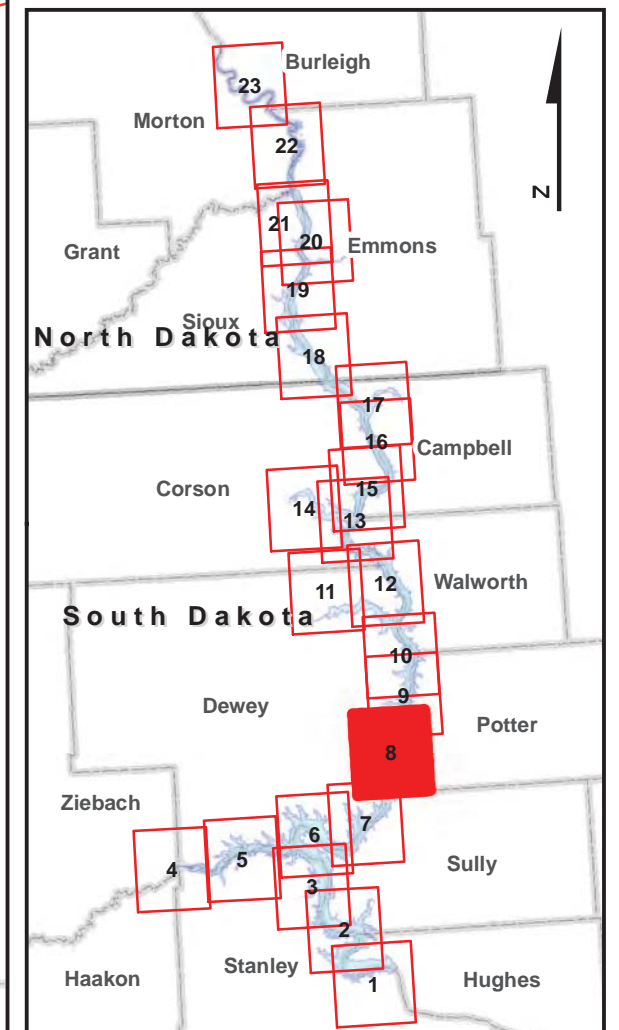 Burleigh
23
Morton
22
21
Grant
20
Emmons
19
Sioux
North Dakota
18
17
16
Campbell
Corson
15
14
13
Walworth
12
11
South Dakota
10
9
Dewey
Potter
8
Ziebach
7
6
5
Sully
4
3
2
Stanley
Haakon
Hughes
1
N